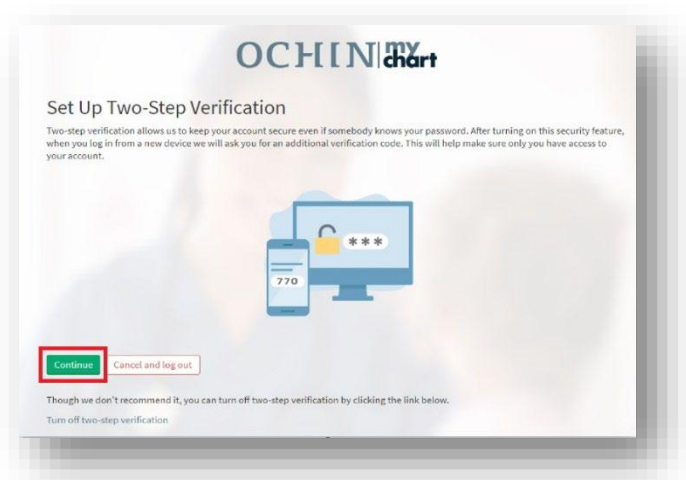 OCHIN my chart
Set Up Two-Step Verification
Two-step verification allows us to keep your account secure even if somebody knows your password. After turning on this security feature,
when you log in from a new device we will ask you for an additional verification code. This will help make sure only you have access to
your account.
***
770
Continue Cancel and log out
Though we don't recommend it, you can turn off two-step verification by clicking the link below.
Turn off two-step verification